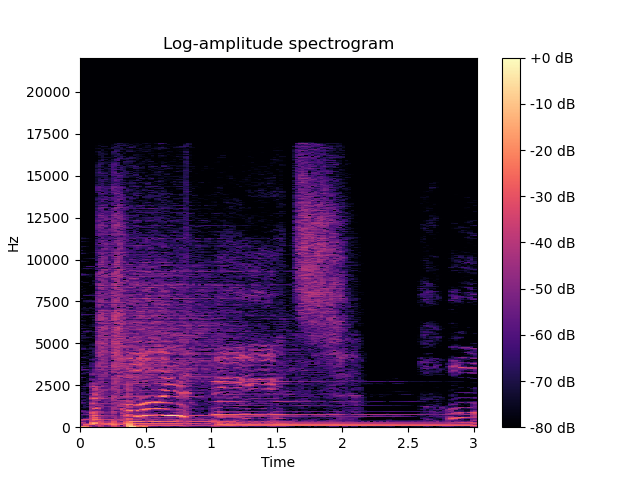 Log-amplitude spectrogram
Hz
20000
17500
15000
12500
10000
7500
5000
2500
0
0
0.5
1
1.5
2
2.5
3
Time
+0 dB
-10 dB
-20 dB
-30 dB
-40 dB
-50 dB
-60 dB
-70 dB
-80 dB